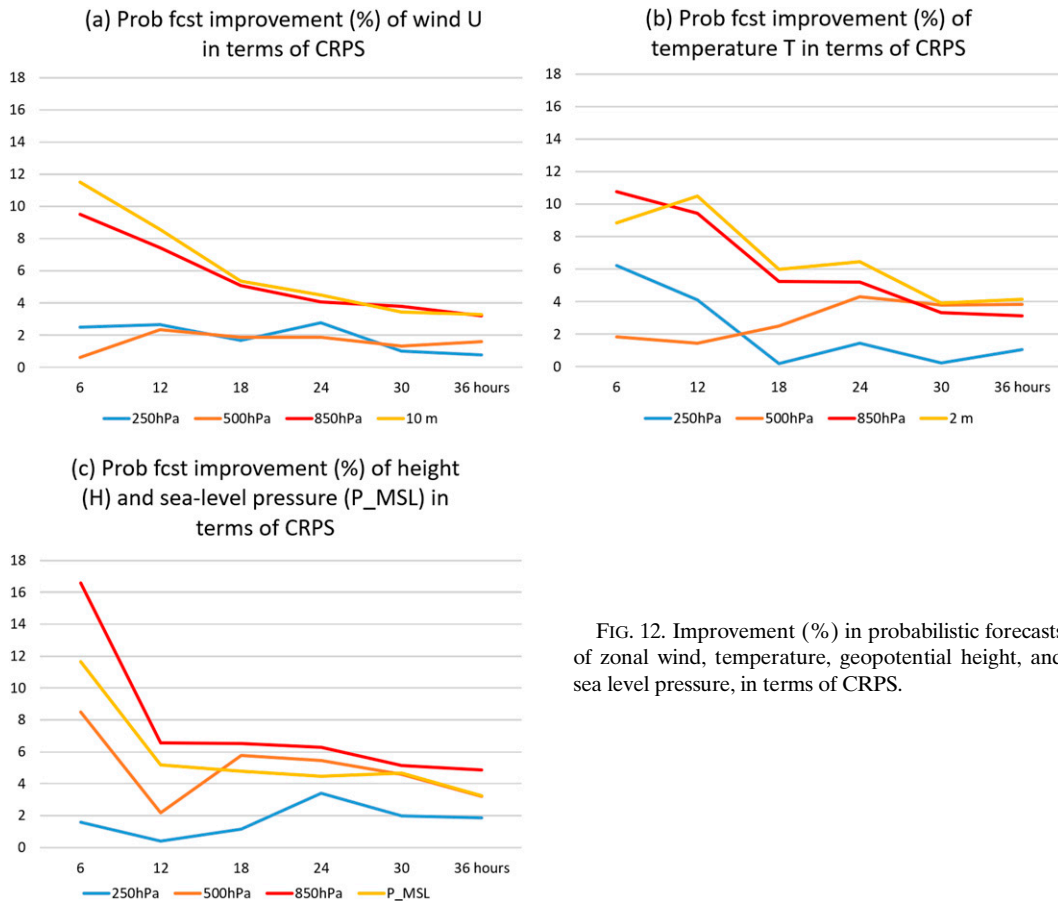 (a) Prob fcst improvement (%) of wind U
in terms of CRPS
18
16
14
12
10
8
6
4
2
0
6 12 18 24 30 36 hours
250hPa 500hPa 850hPa 10 m
(b) Prob fcst improvement (%) of
temperature T in terms of CRPS
18
16
14
12
10
8
6
4
2
0
6 12 18 24 30 36 hours
250hPa 500hPa 850hPa 2 m
(c) Prob fcst improvement (%) of height
(H) and sea-level pressure (P_MSL) in
terms of CRPS
18
16
14
12
10
8
6
4
2
0
6 12 18 24 30 36 hours
250hPa 500hPa 850hPa P_MSL
FIG. 12. Improvement (%) in probabilistic forecasts
of zonal wind, temperature, geopotential height, and
sea level pressure, in terms of CRPS.